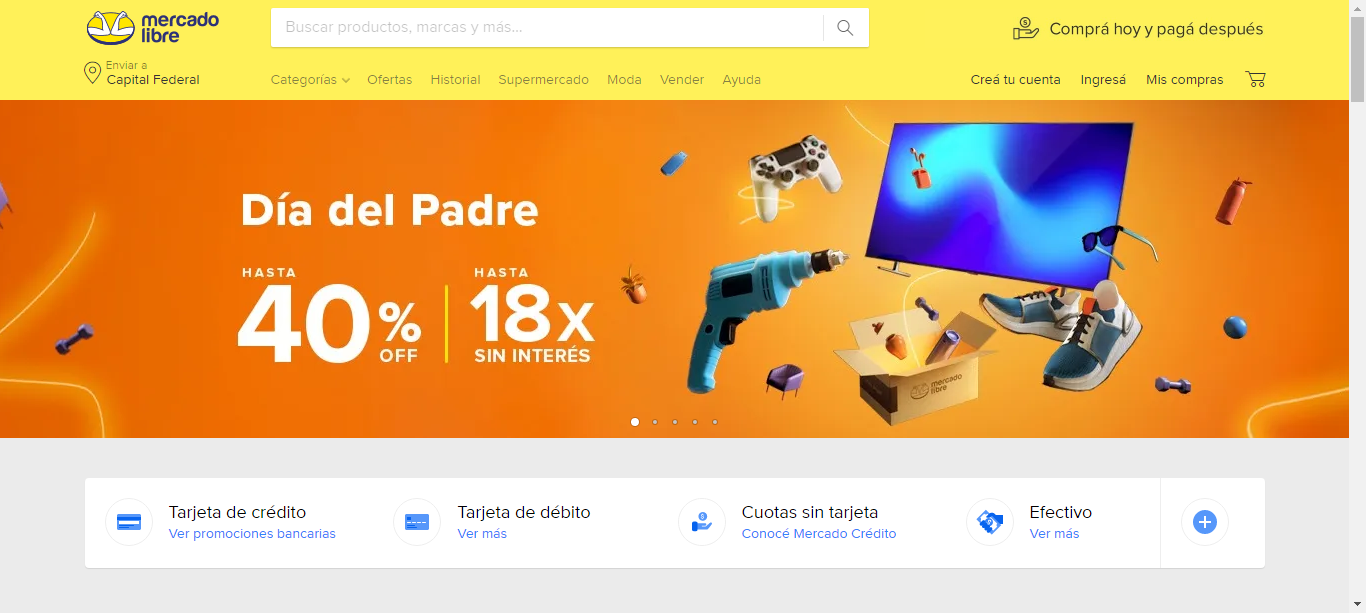 mercado
libre
Buscar productos, marcas y más...
Comprá hoy y pagá después
Enviar a
Capital Federal
Categorías
Ofertas
Historial
Supermercado
Moda
Vender
Ayuda
Creá tu cuenta
Ingresá
Mis compras
Día del Padre
HASTA
40% OFF
HASTA
18x
SIN INTERÉS
mercado
libre
Tarjeta de crédito
Ver promociones bancarias
Tarjeta de débito
Ver más
Cuotas sin tarjeta
Conocé Mercado Crédito
Efectivo
Ver más